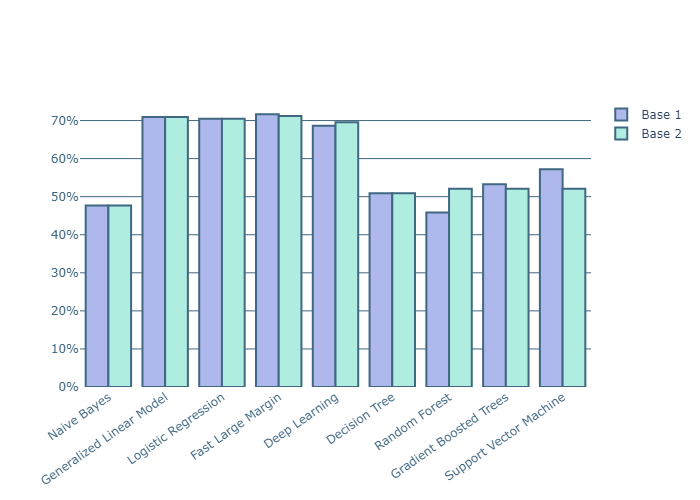 Base 1
Base 2
70%
60%
50%
40%
30%
20%
10%
0%
Naive Bayes
Generalized Linear Model
Logistic Regression
Fast Large Margin
Deep Learning
Decision Tree
Random Forest
Gradient Boosted Trees
Support Vector Machine